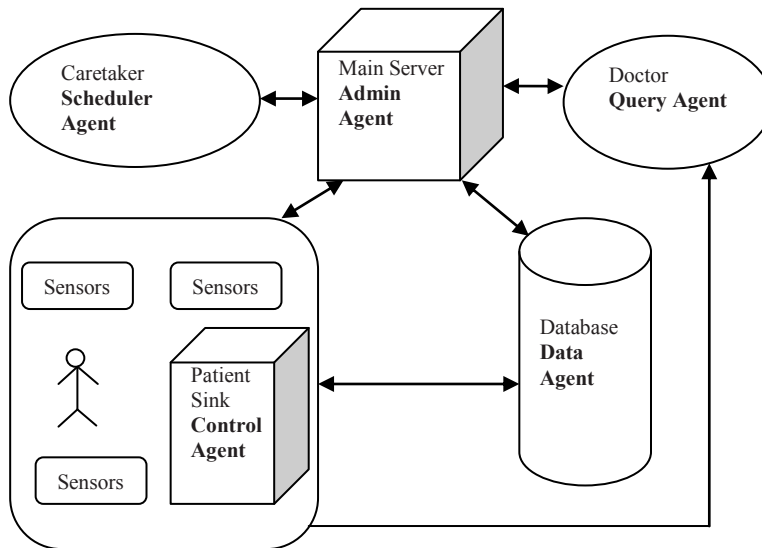 Caretaker
Scheduler
Agent
Main Server
Admin
Agent
Doctor
Query Agent
Sensors
Sensors
Patient
Sink
Control
Agent
Sensors
Database
Data
Agent